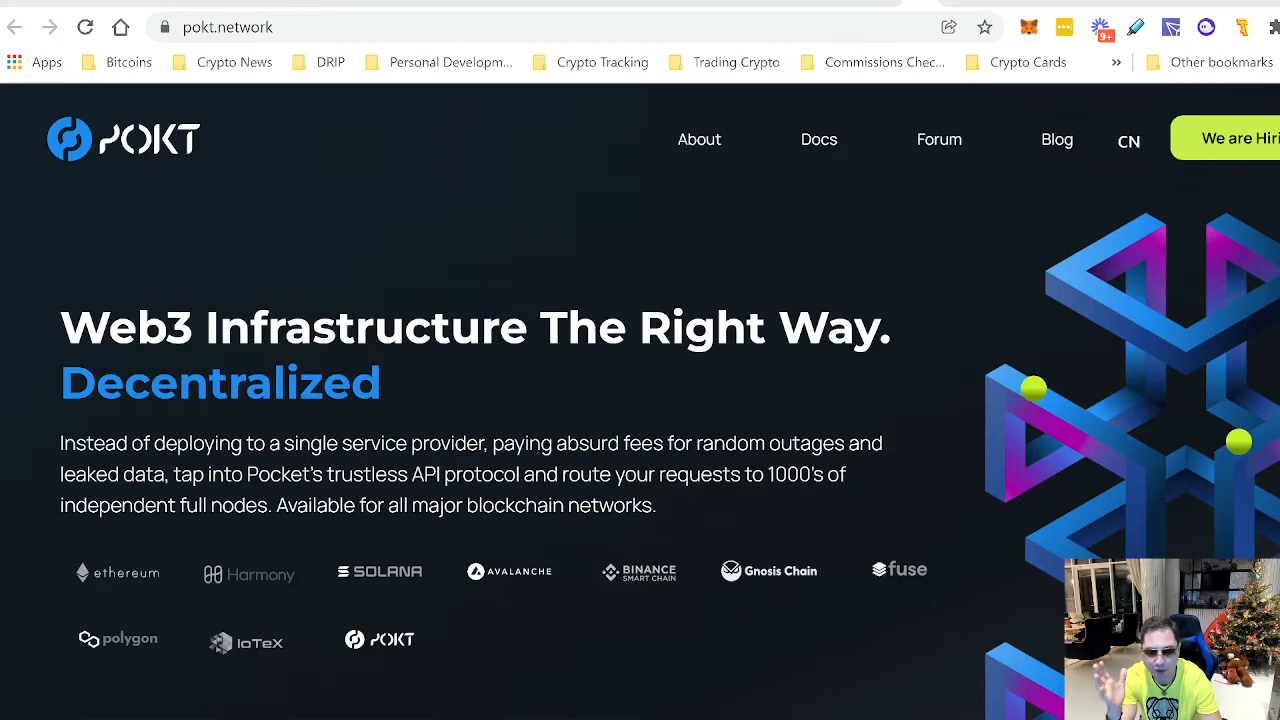 pokt.network
9+
Apps
Bitcoins
Crypto News
DRIP
Personal Developm...
Crypto Tracking
Trading Crypto
Commissions Chec...
Crypto Cards
»
Other bookmarks
POKT
About
Docs
Forum
Blog
CN
We are Hiri
Web3 Infrastructure The Right Way.
Decentralized
Instead of deploying to a single service provider, paying absurd fees for random outages and
leaked data, tap into Pocket's trustless API protocol and route your requests to 1000's of
independent full nodes. Available for all major blockchain networks.
ethereum
Harmony
SOLANA
AVALANCHE
BINANCE
SMART CHAIN
Gnosis Chain
fuse
polygon
IoTeX
POKT